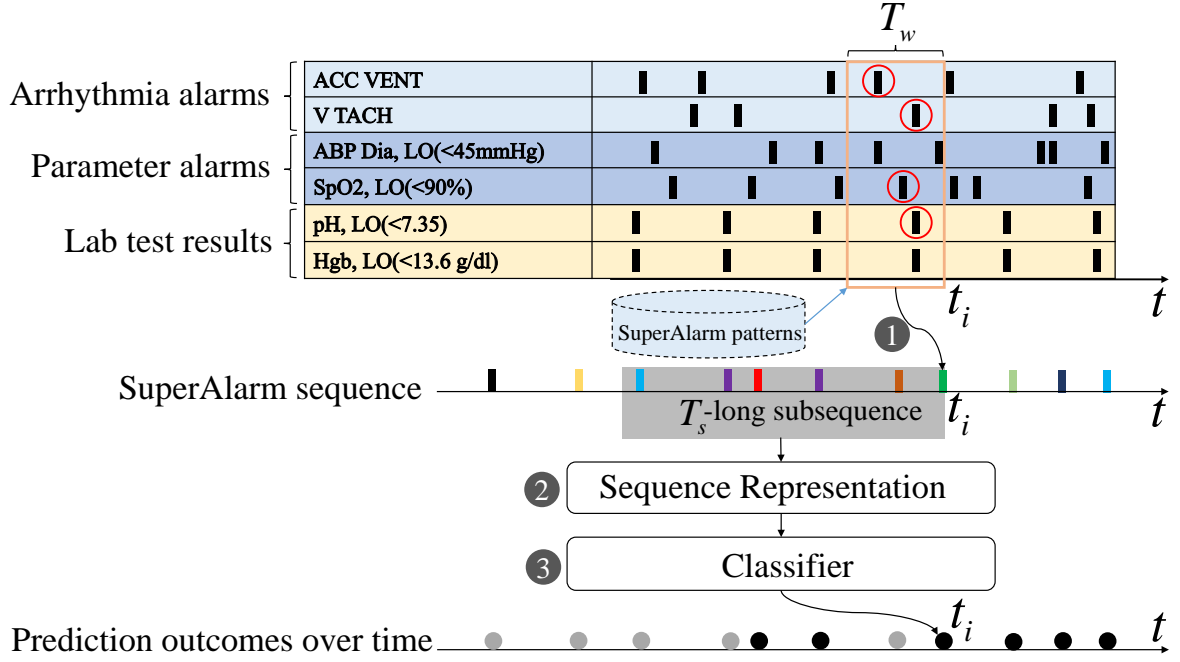 T_w
Arrhythmia alarms
ACC VENT
V TACH
Parameter alarms
ABP Dia, LO(<45mmHg)
SpO2, LO(<90%)
Lab test results
pH, LO(<7.35)
Hgb, LO(<13.6 g/dl)
t_i
t
SuperAlarm patterns
1
SuperAlarm sequence
T_s-long subsequence
t_i
t
2
Sequence Representation
3
Classifier
t_i
t
Prediction outcomes over time